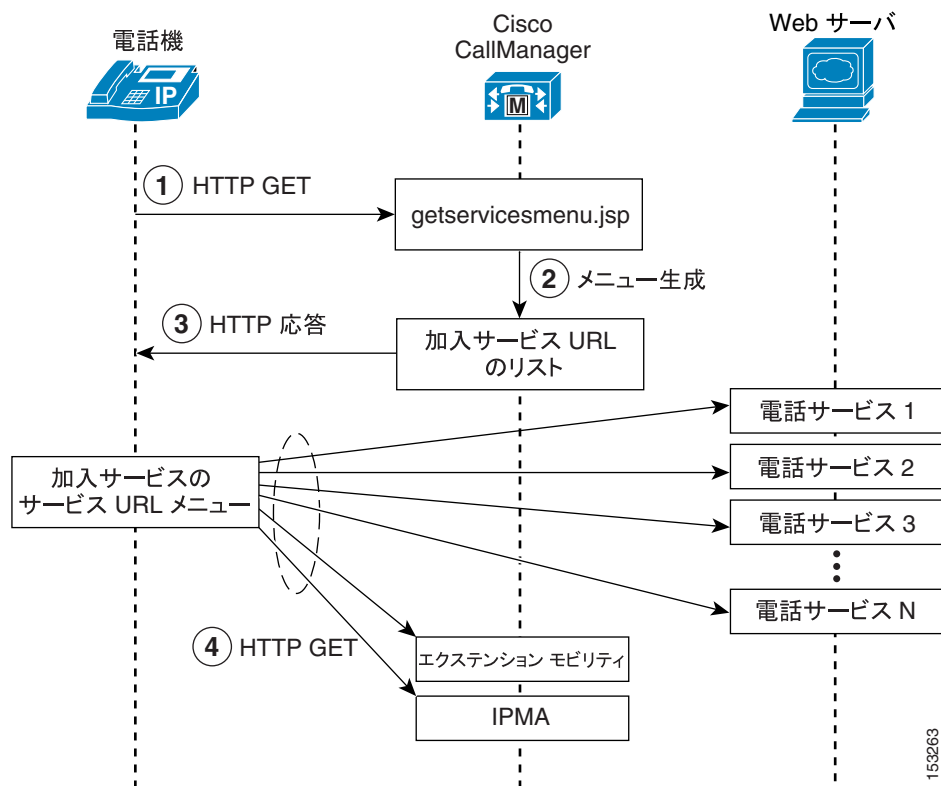 電話機
IP
Cisco
CallManager
M
Web サーバ
1 HTTP GET
getservicesmenu.jsp
2 メニュー生成
3 HTTP 応答
加入サービス URL
のリスト
電話サービス 1
電話サービス 2
電話サービス 3
電話サービス N
加入サービスの
サービス URL メニュー
4 HTTP GET
エクステンション モビリティ
IPMA
153263